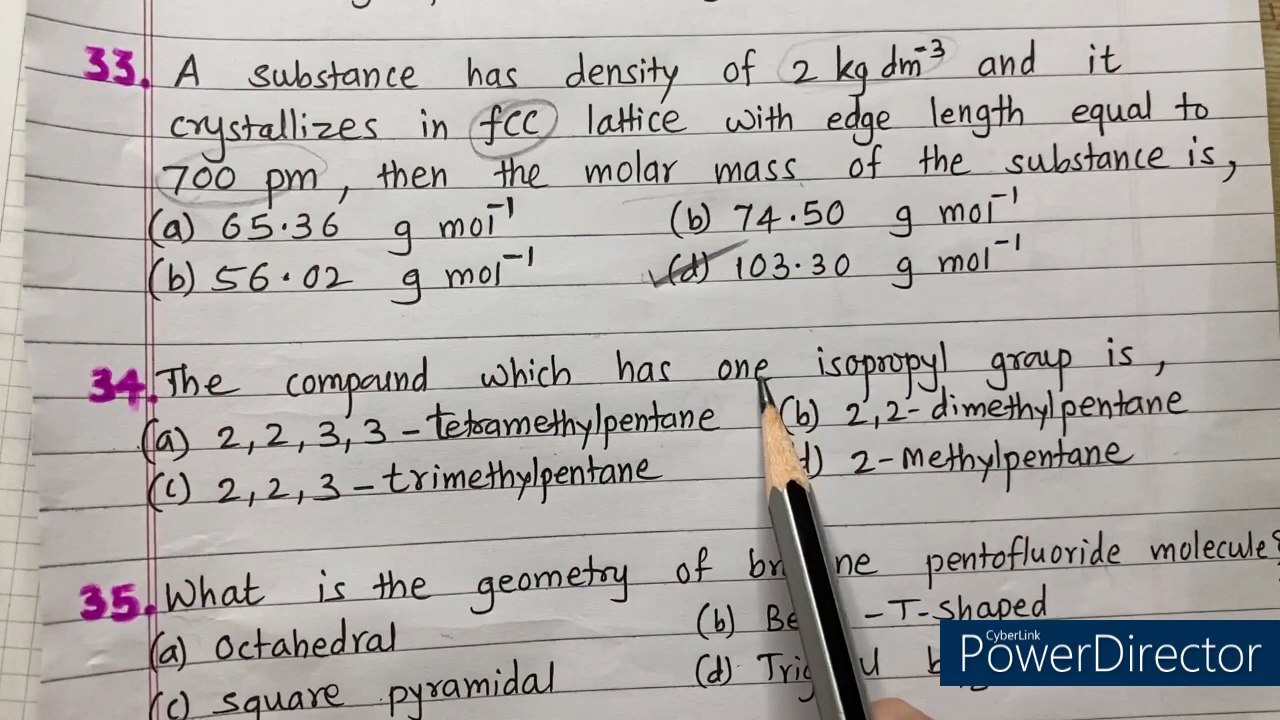 33. A substance has density of 2 kg dm⁻³ and it
crystallizes in fcc lattice with edge length equal to
700 pm, then the molar mass of the substance is,
(a) 65.36 g mol⁻¹ (b) 74.50 g mol⁻¹
(b) 56.02 g mol⁻¹ (d) 103.30 g mol⁻¹
34. The compound which has one isopropyl group is,
(a) 2,2,3,3-tetramethylpentane (b) 2,2-dimethylpentane
(c) 2,2,3-trimethylpentane d) 2-Methylpentane
35. What is the geometry of br ne pentofluoride molecule?
(a) Octahedral (b) Be -T-shaped
(c) square pyramidal (d) Trig
CyberLink
PowerDirector